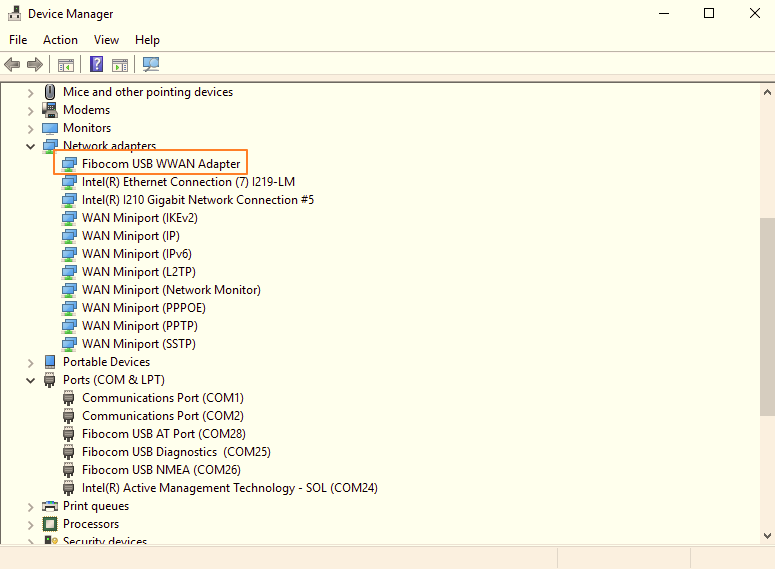 Device Manager
File Action View Help
Mice and other pointing devices
Modems
Monitors
Network adapters
Fibocom USB WWAN Adapter
Intel(R) Ethernet Connection (7) I219-LM
Intel(R) I210 Gigabit Network Connection #5
WAN Miniport (IKEv2)
WAN Miniport (IP)
WAN Miniport (IPv6)
WAN Miniport (L2TP)
WAN Miniport (Network Monitor)
WAN Miniport (PPPOE)
WAN Miniport (PPTP)
WAN Miniport (SSTP)
Portable Devices
Ports (COM & LPT)
Communications Port (COM1)
Communications Port (COM2)
Fibocom USB AT Port (COM28)
Fibocom USB Diagnostics (COM25)
Fibocom USB NMEA (COM26)
Intel(R) Active Management Technology - SOL (COM24)
Print queues
Processors
Security devices